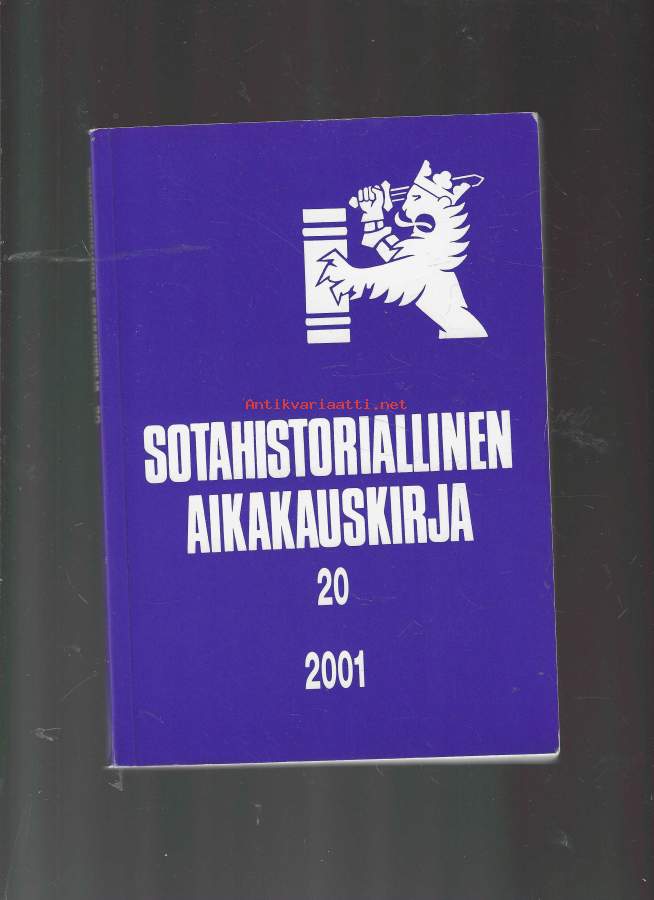 Antikvariaatti.net
SOTAHISTORIALLINEN
AIKAKAUSKIRJA
20
2001